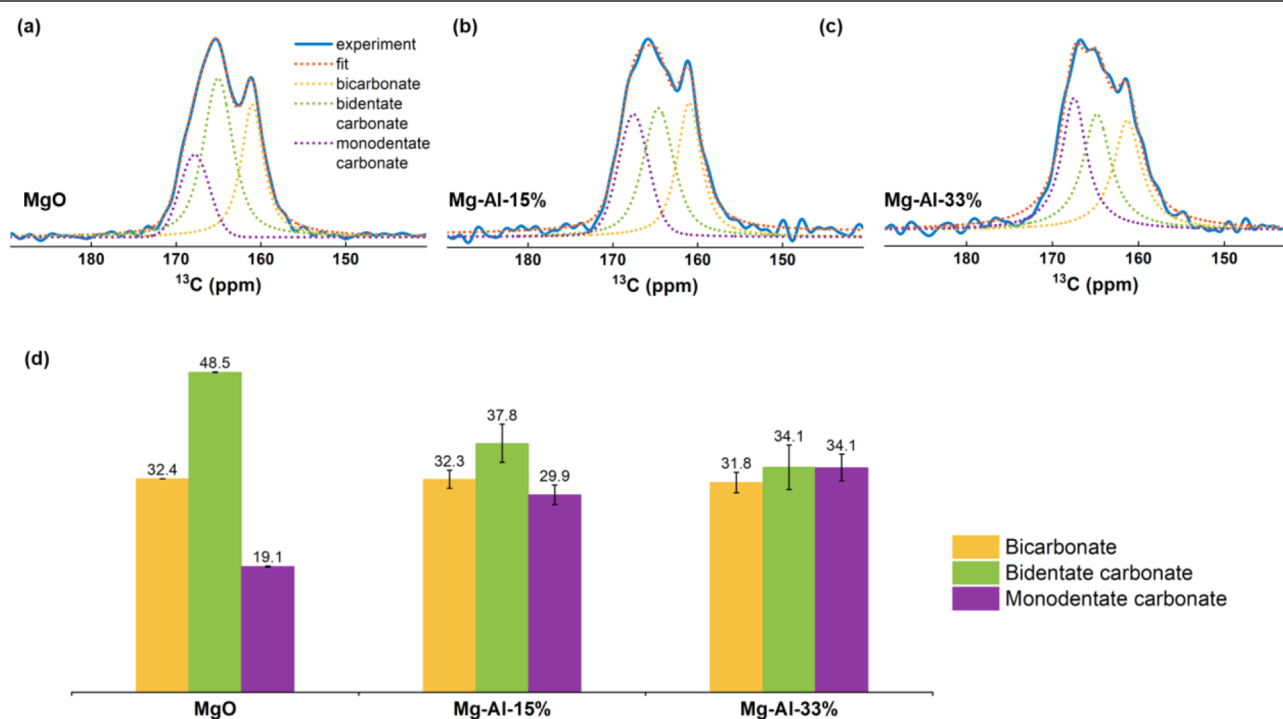 (a)
experiment
fit
bicarbonate
bidentate
carbonate
monodentate
carbonate
MgO
180 170 160 150
13C (ppm)
(b)
Mg-Al-15%
180 170 160 150
13C (ppm)
(c)
Mg-Al-33%
180 170 160 150
13C (ppm)
(d)
32.4 48.5 19.1
32.3 37.8 29.9
31.8 34.1 34.1
MgO Mg-Al-15% Mg-Al-33%
Bicarbonate
Bidentate carbonate
Monodentate carbonate